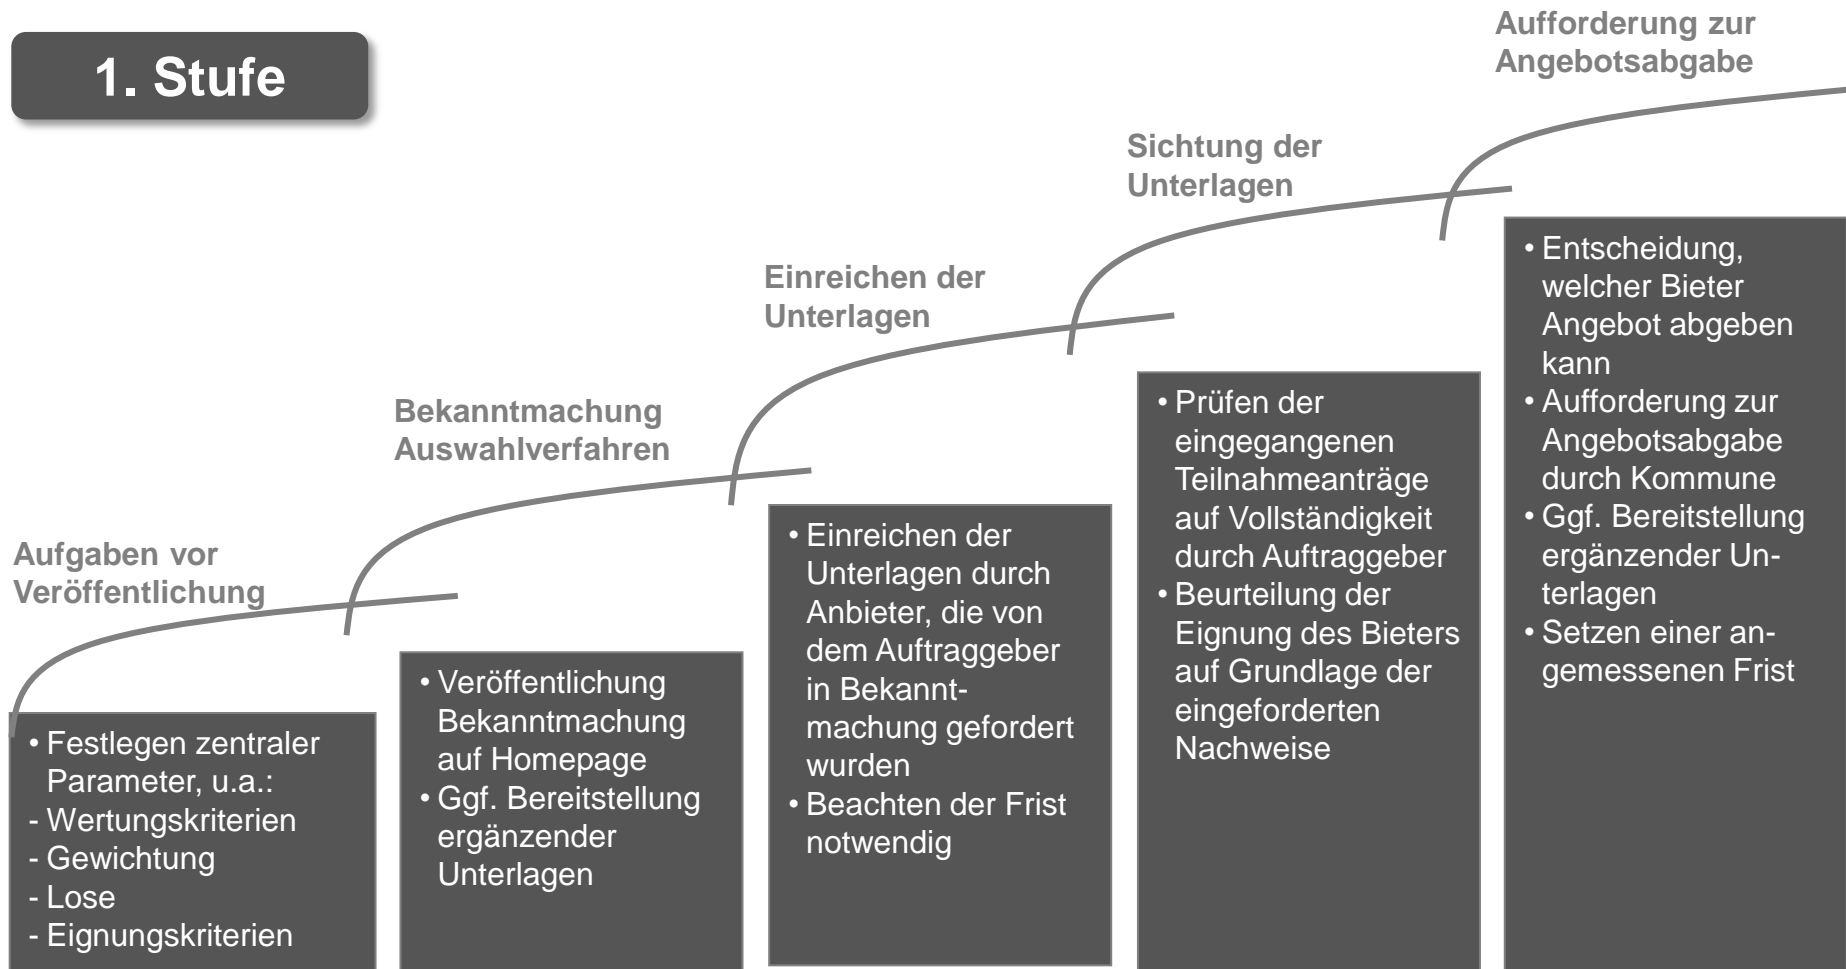 1. Stufe
Aufgaben vor
Veröffentlichung
• Festlegen zentraler
Parameter, u.a.:
- Wertungskriterien
- Gewichtung
- Lose
- Eignungskriterien
Bekanntmachung
Auswahlverfahren
• Veröffentlichung
Bekanntmachung
auf Homepage
• Ggf. Bereitstellung
ergänzender
Unterlagen
Einreichen der
Unterlagen
• Einreichen der
Unterlagen durch
Anbieter, die von
dem Auftraggeber
in Bekannt-
machung gefordert
wurden
• Beachten der Frist
notwendig
Sichtung der
Unterlagen
• Prüfen der
eingegangenen
Teilnahmeanträge
auf Vollständigkeit
durch Auftraggeber
• Beurteilung der
Eignung des Bieters
auf Grundlage der
eingeforderten
Nachweise
Aufforderung zur
Angebotsabgabe
• Entscheidung,
welcher Bieter
Angebot abgeben
kann
• Aufforderung zur
Angebotsabgabe
durch Kommune
• Ggf. Bereitstellung
ergänzender Un-
terlagen
• Setzen einer an-
gemessenen Frist